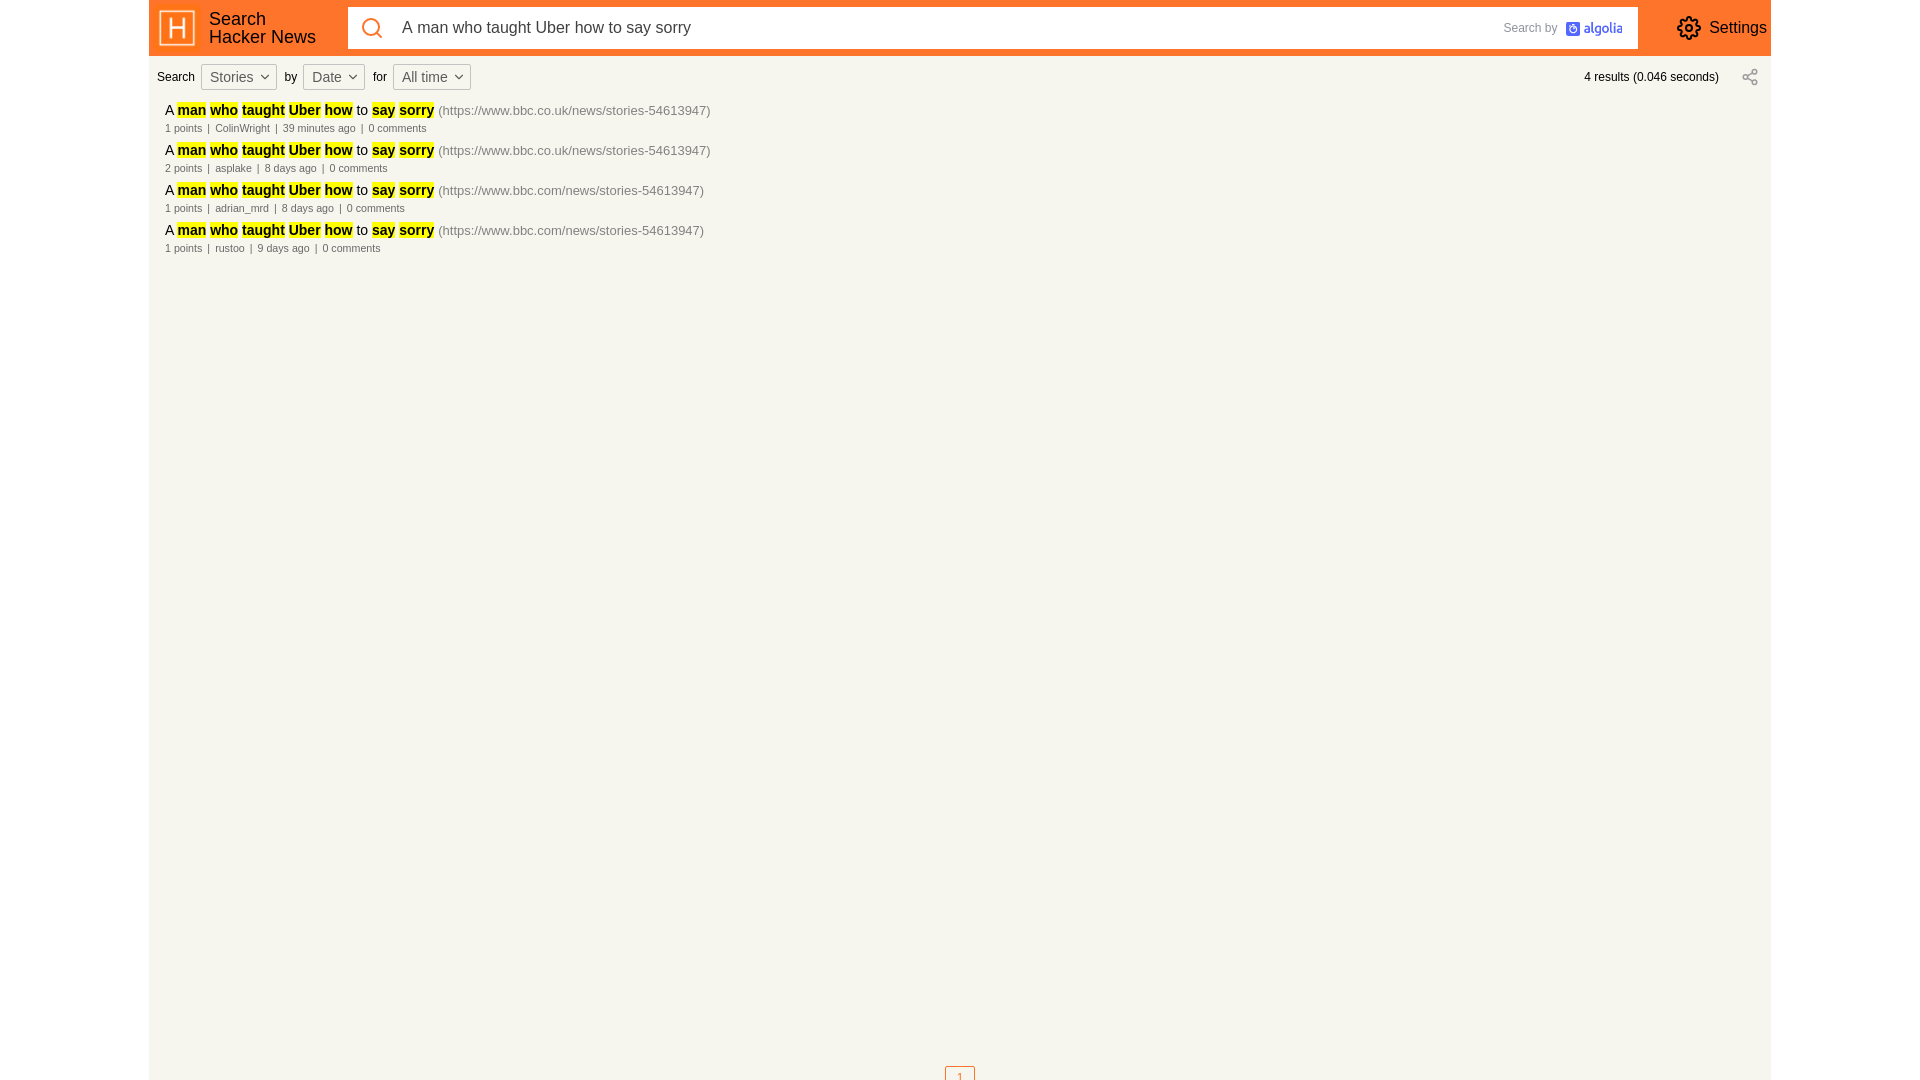 Search
Hacker News
A man who taught Uber how to say sorry
Search by algolia
Settings
Search Stories by Date for All time
4 results (0.046 seconds)
A man who taught Uber how to say sorry (https://www.bbc.co.uk/news/stories-54613947)
1 points | ColinWright | 39 minutes ago | 0 comments
A man who taught Uber how to say sorry (https://www.bbc.co.uk/news/stories-54613947)
2 points | asplake | 8 days ago | 0 comments
A man who taught Uber how to say sorry (https://www.bbc.com/news/stories-54613947)
1 points | adrian_mrd | 8 days ago | 0 comments
A man who taught Uber how to say sorry (https://www.bbc.com/news/stories-54613947)
1 points | rustoo | 9 days ago | 0 comments
1